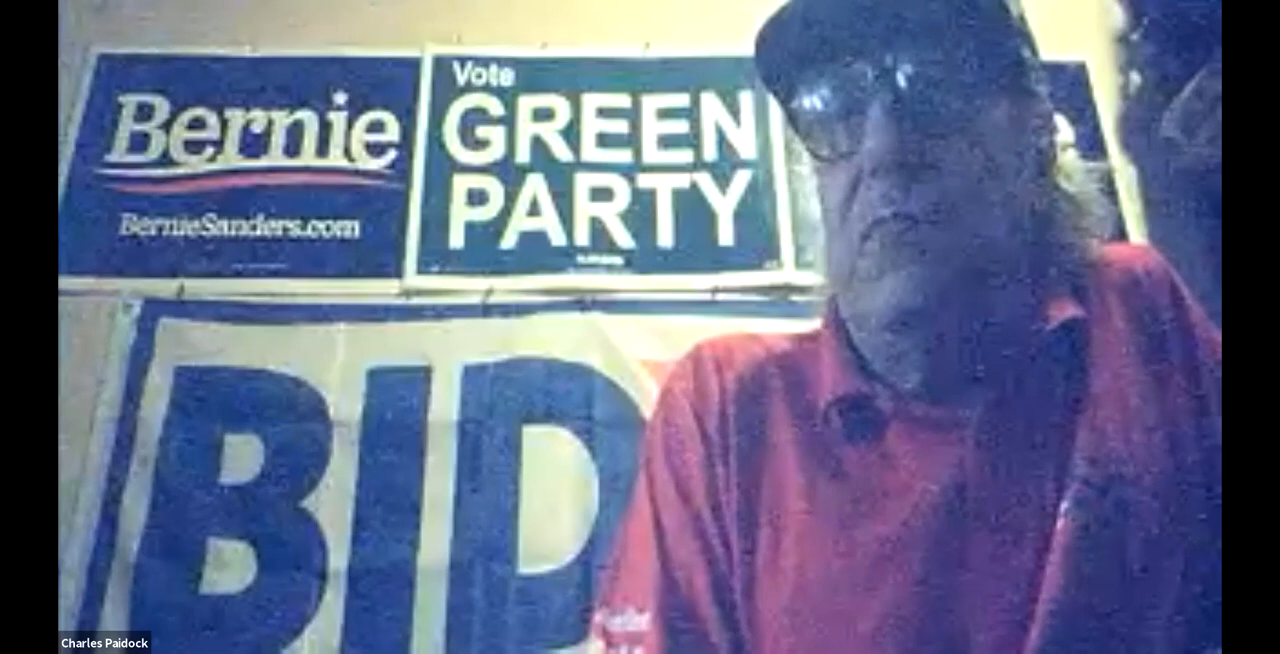 Bernie
BernieSanders.com
Vote
GREEN
PARTY
BID
Charles Paidock